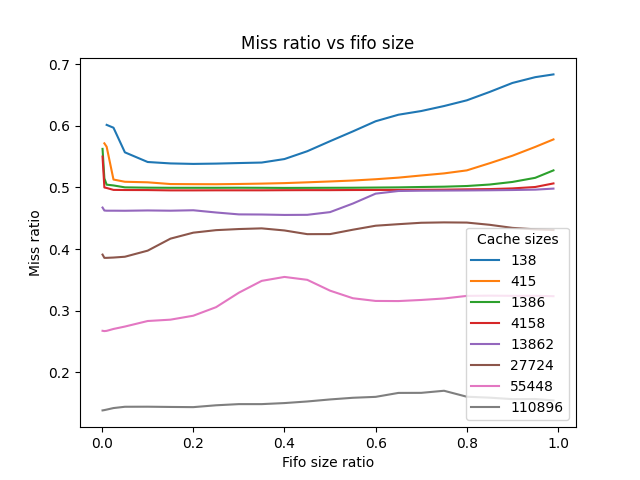 Miss ratio vs fifo size
0.7
0.6
0.5
0.4
0.3
0.2
Miss ratio
Cache sizes
138
415
1386
4158
13862
27724
55448
110896
0.0 0.2 0.4 0.6 0.8 1.0
Fifo size ratio